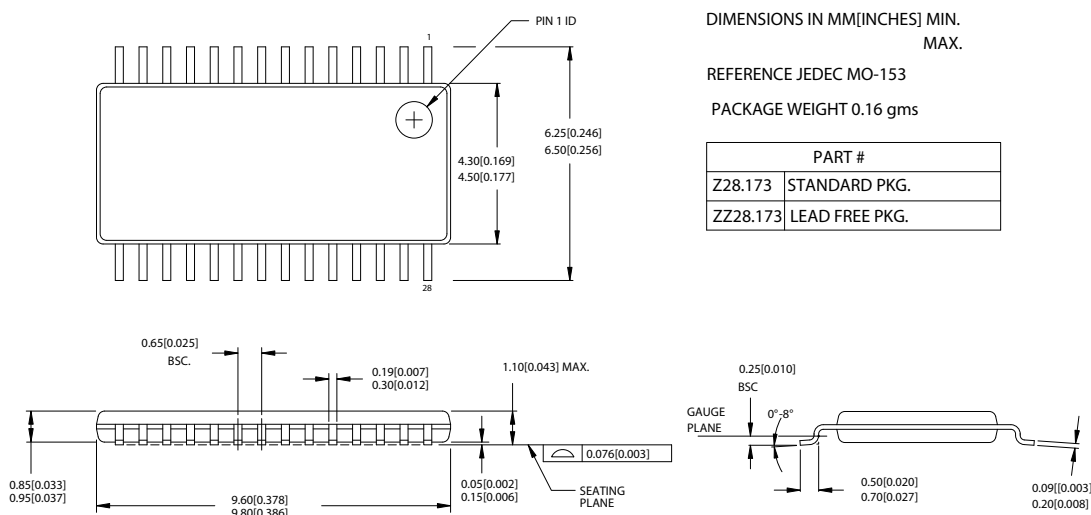 PIN 1 ID
1
6.25[0.246]
6.50[0.256]
4.30[0.169]
4.50[0.177]
28
DIMENSIONS IN MM[INCHES] MIN.
MAX.
REFERENCE JEDEC MO-153
PACKAGE WEIGHT 0.16 gms
PART #
Z28.173 STANDARD PKG.
ZZ28.173 LEAD FREE PKG.
0.65[0.025]
BSC.
0.19[0.007]
0.30[0.012]
1.10[0.043] MAX.
0.85[0.033]
0.95[0.037]
9.60[0.378]
9.80[0.386]
0.05[0.002]
0.15[0.006]
0.076[0.003]
SEATING
PLANE
0.25[0.010]
BSC
GAUGE
PLANE
0°-8°
0.50[0.020]
0.70[0.027]
0.09[[0.003]
0.20[0.008]